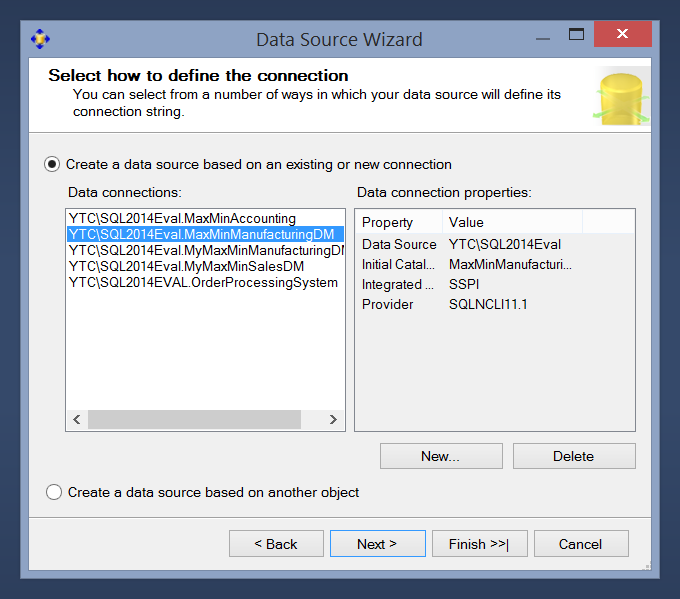 Data Source Wizard
Select how to define the connection
You can select from a number of ways in which your data source will define its
connection string.
Create a data source based on an existing or new connection
Data connections:
YTC\SQL2014Eval.MaxMinAccounting
YTC\SQL2014Eval.MaxMinManufacturingDM
YTC\SQL2014Eval.MyMaxMinManufacturingDM
YTC\SQL2014Eval.MyMaxMinSalesDM
YTC\SQL2014EVAL.OrderProcessingSystem
Data connection properties:
Property Value
Data Source YTC\SQL2014Eval
Initial Catal... MaxMinManufacturi...
Integrated ... SSPI
Provider SQLNCLI11.1
New... Delete
Create a data source based on another object
< Back Next > Finish >>| Cancel